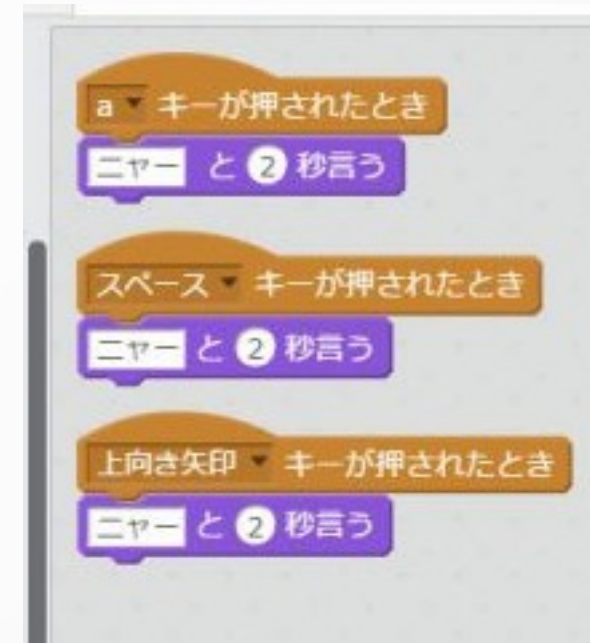 a キーが押されたとき
ニャー と 2 秒言う
スペース キーが押されたとき
ニャー と 2 秒言う
上向き矢印 キーが押されたとき
ニャー と 2 秒言う